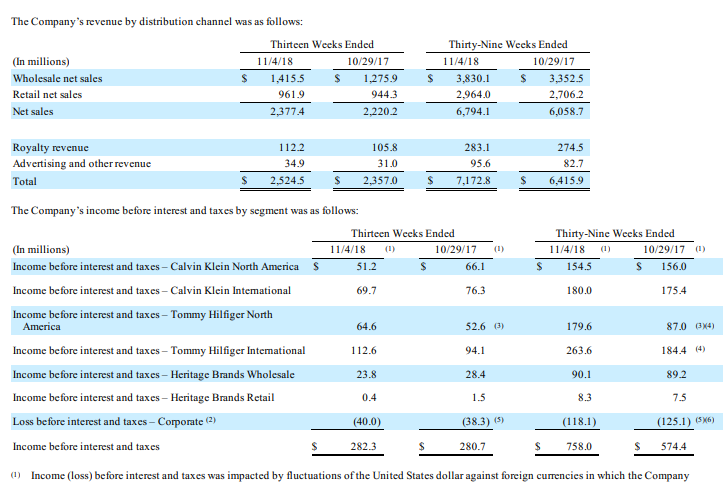 The Company's revenue by distribution channel was as follows:
Thirteen Weeks Ended Thirty-Nine Weeks Ended
(In millions) 11/4/18 10/29/17 11/4/18 10/29/17
Wholesale net sales $ 1,415.5 $ 1,275.9 $ 3,830.1 $ 3,352.5
Retail net sales 961.9 944.3 2,964.0 2,706.2
Net sales 2,377.4 2,220.2 6,794.1 6,058.7
Royalty revenue 112.2 105.8 283.1 274.5
Advertising and other revenue 34.9 31.0 95.6 82.7
Total $ 2,524.5 $ 2,357.0 $ 7,172.8 $ 6,415.9
The Company's income before interest and taxes by segment was as follows:
Thirteen Weeks Ended Thirty-Nine Weeks Ended
(In millions) 11/4/18 (1) 10/29/17 (1) 11/4/18 (1) 10/29/17 (1)
Income before interest and taxes – Calvin Klein North America $ 51.2 $ 66.1 $ 154.5 $ 156.0
Income before interest and taxes – Calvin Klein International 69.7 76.3 180.0 175.4
Income before interest and taxes – Tommy Hilfiger North
America 64.6 52.6 (3) 179.6 87.0 (3)(4)
Income before interest and taxes – Tommy Hilfiger International 112.6 94.1 263.6 184.4 (4)
Income before interest and taxes – Heritage Brands Wholesale 23.8 28.4 90.1 89.2
Income before interest and taxes – Heritage Brands Retail 0.4 1.5 8.3 7.5
Loss before interest and taxes – Corporate (2) (40.0) (38.3) (5) (118.1) (125.1) (5)(6)
Income before interest and taxes $ 282.3 $ 280.7 $ 758.0 $ 574.4
(1) Income (loss) before interest and taxes was impacted by fluctuations of the United States dollar against foreign currencies in which the Company